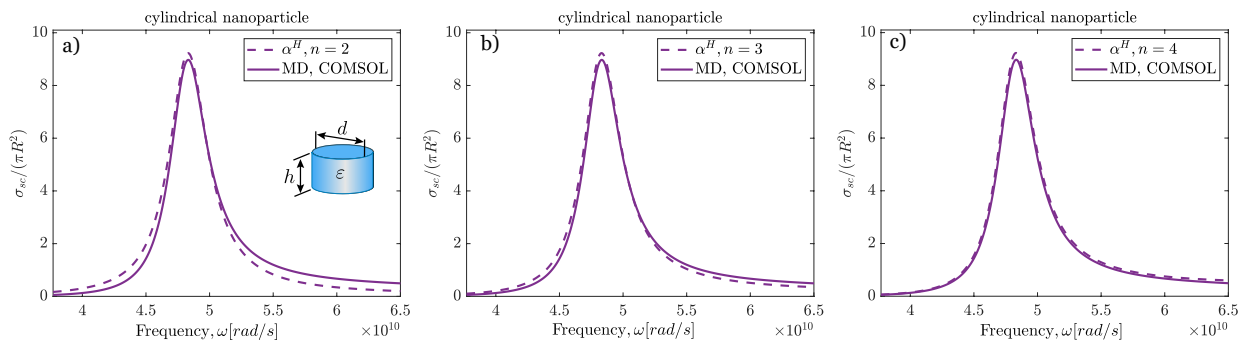 cylindrical nanoparticle
a)
α^H, n = 2
MD, COMSOL
d
h
ε
σ_sc/(πR²)
10
8
6
4
2
0
4
4.5
5
5.5
6
6.5
Frequency, ω[rad/s]
×10^10
cylindrical nanoparticle
b)
α^H, n = 3
MD, COMSOL
σ_sc/(πR²)
10
8
6
4
2
0
4
4.5
5
5.5
6
6.5
Frequency, ω[rad/s]
×10^10
cylindrical nanoparticle
c)
α^H, n = 4
MD, COMSOL
σ_sc/(πR²)
10
8
6
4
2
0
4
4.5
5
5.5
6
6.5
Frequency, ω[rad/s]
×10^10